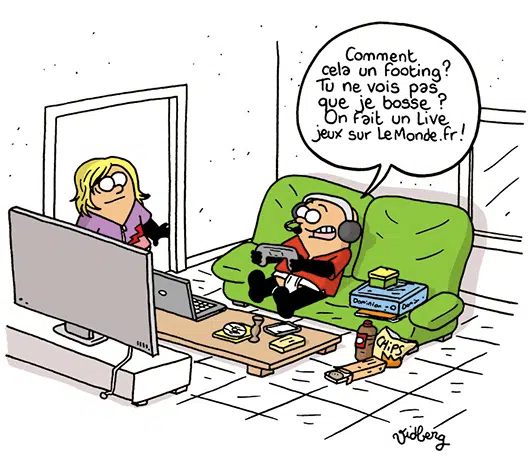 Comment
cela un footing?
Tu ne vois pas
que je bosse?
On fait un Live
jeux sur LeMonde.fr!
Dominion
CHiPS
Vidberg